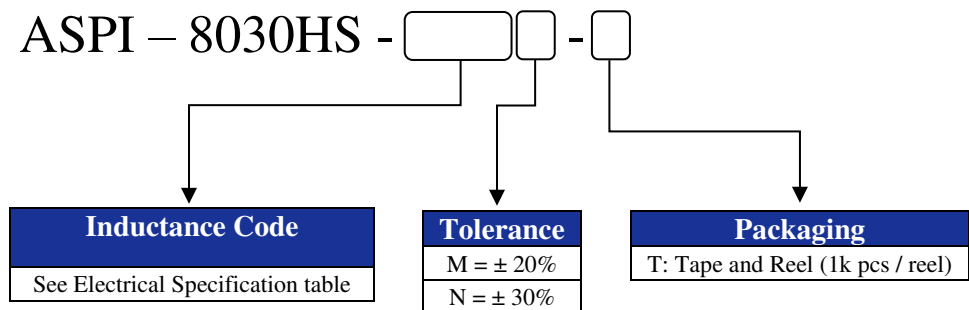 ASPI – 8030HS - -
Inductance Code
See Electrical Specification table
Tolerance
M = ± 20%
N = ± 30%
Packaging
T: Tape and Reel (1k pcs / reel)